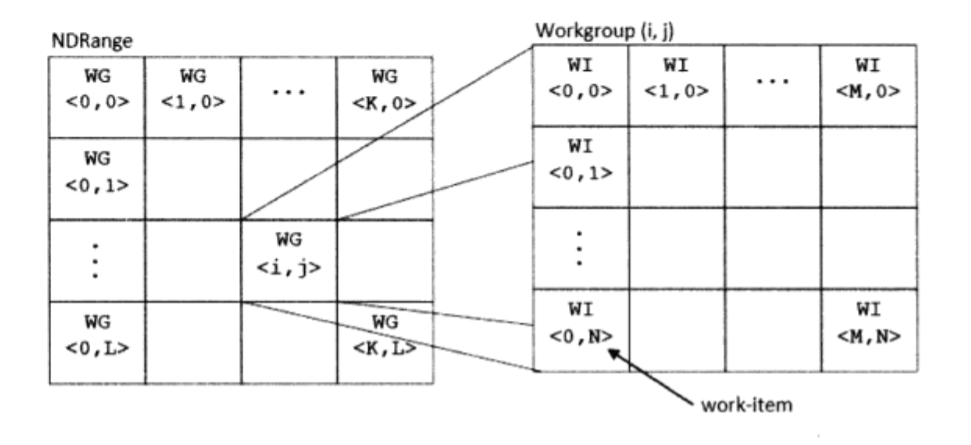 NDRange
WG WG ... WG
<0,0> <1,0> <K,0>
WG
<0,1>
WG
<i,j>
WG WG
<0,L> <K,L>
Workgroup (i, j)
WI WI ... WI
<0,0> <1,0> <M,0>
WI
<0,1>
WI WI
<0,N> <M,N>
work-item